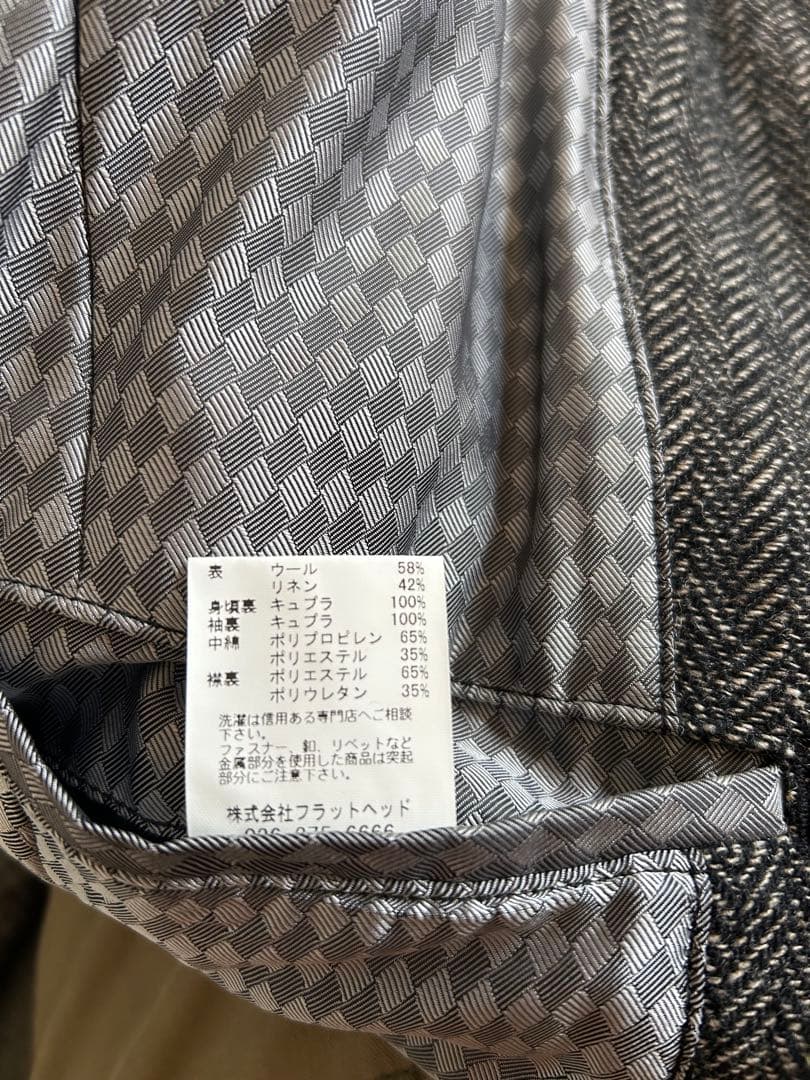 表 ウール 58%
リネン 42%
身頃裏 キュプラ 100%
袖裏 キュプラ 100%
中綿 ポリプロピレン 65%
ポリエステル 35%
襟裏 ポリエステル 65%
ポリウレタン 35%
洗濯は信用ある専門店へご相談
下さい。
ファスナー、釦、リベットなど
金属部分を使用した商品は突起
部分にご注意下さい。
株式会社フラットヘッド
026-275-6666